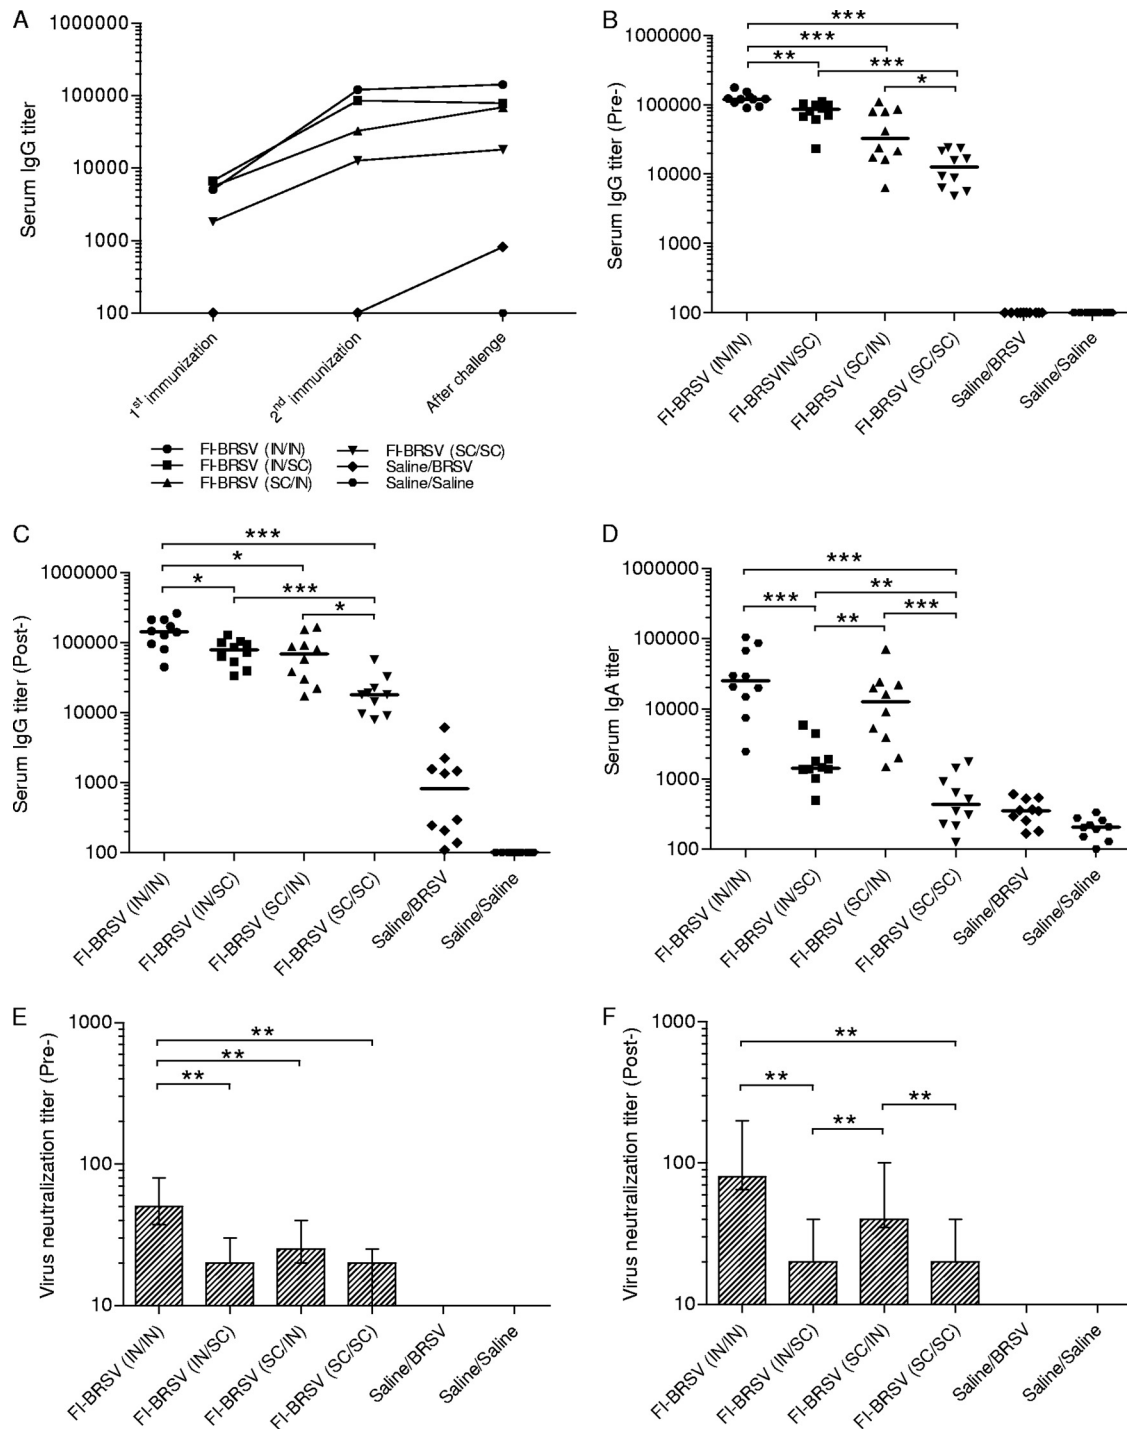 A
Serum IgG titer
1000000
100000
10000
1000
100
1st immunization
2nd immunization
After challenge
FI-BRSV (IN/IN)
FI-BRSV (IN/SC)
FI-BRSV (SC/IN)
FI-BRSV (SC/SC)
Saline/BRSV
Saline/Saline
B
Serum IgG titer (Pre-)
1000000
100000
10000
1000
100
***
***
**
***
*
FI-BRSV (IN/IN)
FI-BRSVIN/SC)
FI-BRSV (SC/IN)
FI-BRSV (SC/SC)
Saline/BRSV
Saline/Saline
C
Serum IgG titer (Post-)
1000000
100000
10000
1000
100
***
*
*
***
*
FI-BRSV (IN/IN)
FI-BRSV (IN/SC)
FI-BRSV (SC/IN)
FI-BRSV (SC/SC)
Saline/BRSV
Saline/Saline
D
Serum IgA titer
1000000
100000
10000
1000
100
***
**
***
***
**
FI-BRSV (IN/IN)
FI-BRSV (IN/SC)
FI-BRSV (SC/IN)
FI-BRSV (SC/SC)
Saline/BRSV
Saline/Saline
E
Virus neutralization titer (Pre-)
1000
100
10
**
**
**
FI-BRSV (IN/IN)
FI-BRSV (IN/SC)
FI-BRSV (SC/IN)
FI-BRSV (SC/SC)
Saline/BRSV
Saline/Saline
F
Virus neutralization titer (Post-)
1000
100
10
**
**
**
**
FI-BRSV (IN/IN)
FI-BRSV (IN/SC)
FI-BRSV (SC/IN)
FI-BRSV (SC/SC)
Saline/BRSV
Saline/Saline